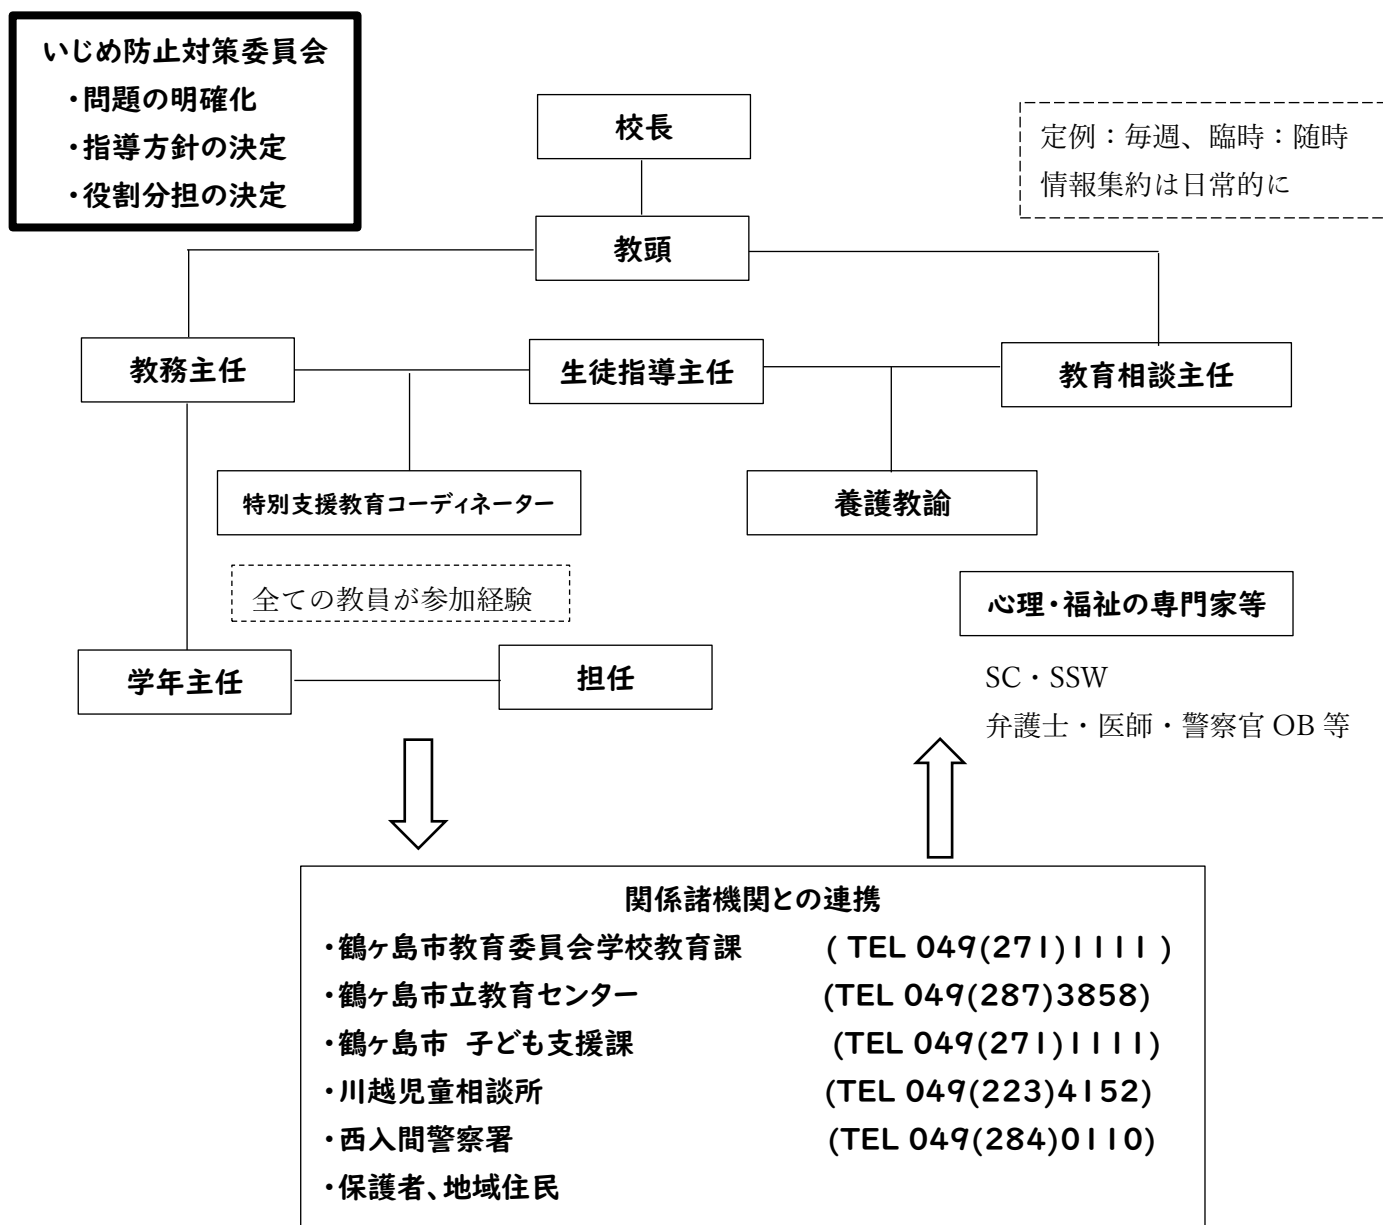 いじめ防止対策委員会
・問題の明確化
・指導方針の決定
・役割分担の決定
校長
定例：毎週、臨時：随時
情報集約は日常的に
教頭
教務主任
生徒指導主任
教育相談主任
特別支援教育コーディネーター
養護教諭
全ての教員が参加経験
心理・福祉の専門家等
学年主任
担任
SC・SSW
弁護士・医師・警察官 OB 等
関係諸機関との連携
・鶴ヶ島市教育委員会学校教育課 ( TEL 049(271)1111 )
・鶴ヶ島市立教育センター (TEL 049(287)3858)
・鶴ヶ島市 子ども支援課 (TEL 049(271)1111)
・川越児童相談所 (TEL 049(223)4152)
・西入間警察署 (TEL 049(284)0110)
・保護者、地域住民